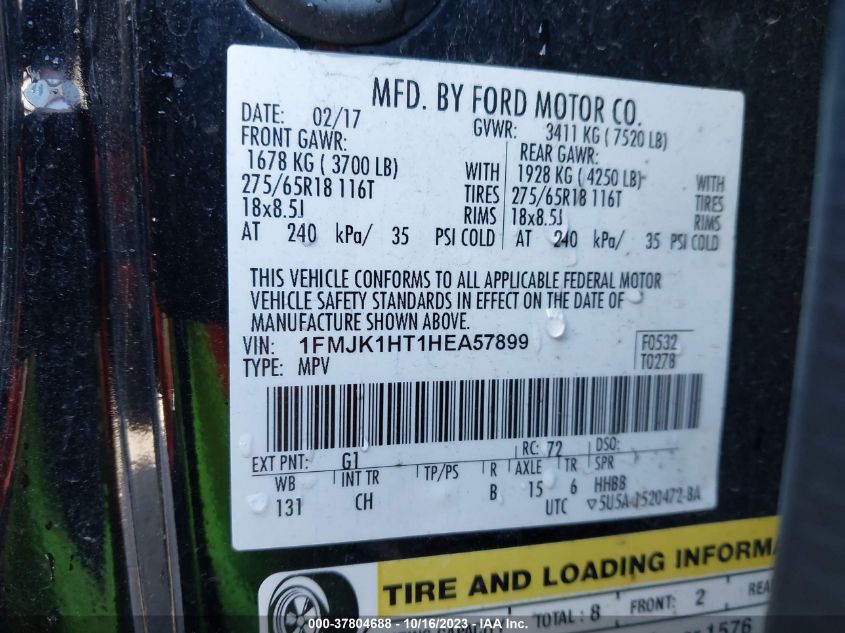 MFD. BY FORD MOTOR CO.
DATE: 02/17 GVWR: 3411 KG ( 7520 LB)
FRONT GAWR: REAR GAWR:
1678 KG ( 3700 LB) WITH 1928 KG ( 4250 LB) WITH
275/65R18 116T TIRES 275/65R18 116T TIRES
18x8.5J RIMS 18x8.5J RIMS
AT 240 kPa/ 35 PSI COLD AT 240 kPa/ 35 PSI COLD
THIS VEHICLE CONFORMS TO ALL APPLICABLE FEDERAL MOTOR
VEHICLE SAFETY STANDARDS IN EFFECT ON THE DATE OF
MANUFACTURE SHOWN ABOVE.
VIN: 1FMJK1HT1HEA57899 F0532
TYPE: MPV T0278
EXT PNT: G1 RC: 72 DSO:
WB INT TR TP/PS R AXLE TR SPR
131 CH B 15 6 HHBB
UTC ▽5U5A-1520472-BA
TIRE AND LOADING INFORMA
TOTAL : 8 FRONT: 2 REA
1576
000-37804688 - 10/16/2023 - IAA Inc.